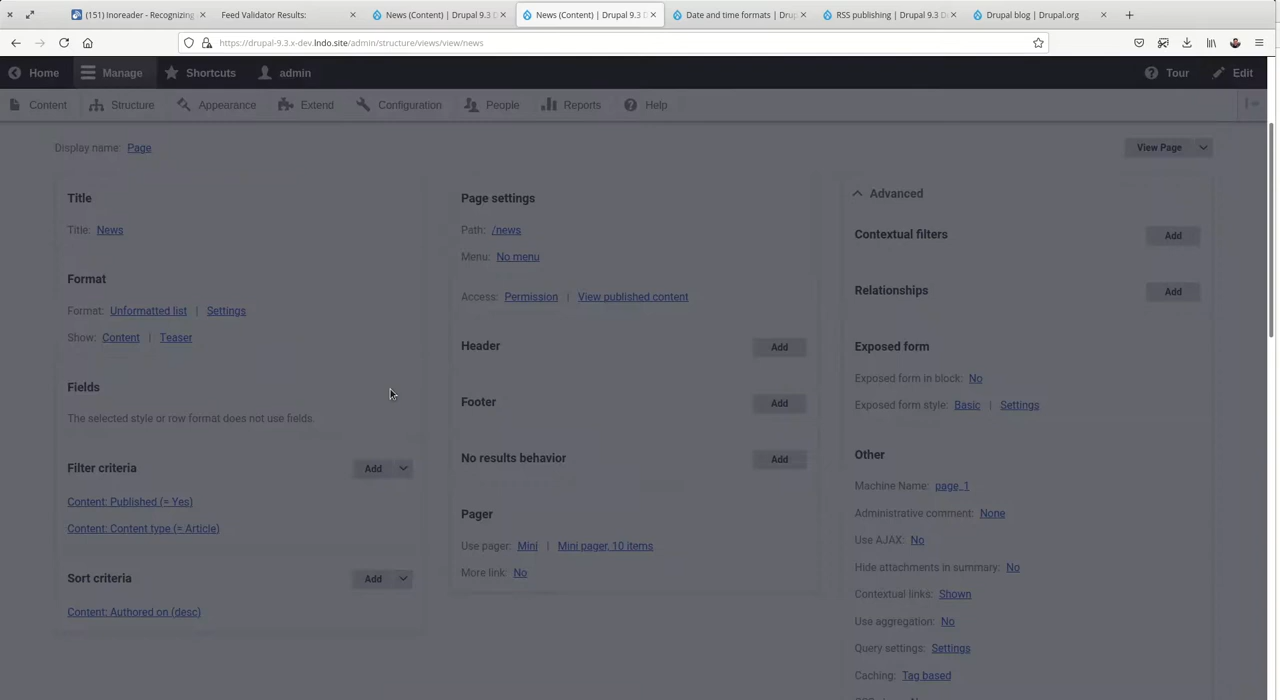 (151) Inoreader - Recognizing
Feed Validator Results:
News (Content) | Drupal 9.3 D
News (Content) | Drupal 9.3 D
Date and time formats | Drup
RSS publishing | Drupal 9.3 D
Drupal blog | Drupal.org
https://drupal-9.3.x-dev.lndo.site/admin/structure/views/view/news
Home
Manage
Shortcuts
admin
Tour
Edit
Content
Structure
Appearance
Extend
Configuration
People
Reports
Help
Display name: Page
View Page
Title
Title: News
Format
Format: Unformatted list | Settings
Show: Content | Teaser
Fields
The selected style or row format does not use fields.
Filter criteria
Add
Content: Published (= Yes)
Content: Content type (= Article)
Sort criteria
Add
Content: Authored on (desc)
Page settings
Path: /news
Menu: No menu
Access: Permission | View published content
Header
Add
Footer
Add
No results behavior
Add
Pager
Use pager: Mini | Mini pager, 10 items
More link: No
Advanced
Contextual filters
Add
Relationships
Add
Exposed form
Exposed form in block: No
Exposed form style: Basic | Settings
Other
Machine Name: page_1
Administrative comment: None
Use AJAX: No
Hide attachments in summary: No
Contextual links: Shown
Use aggregation: No
Query settings: Settings
Caching: Tag based